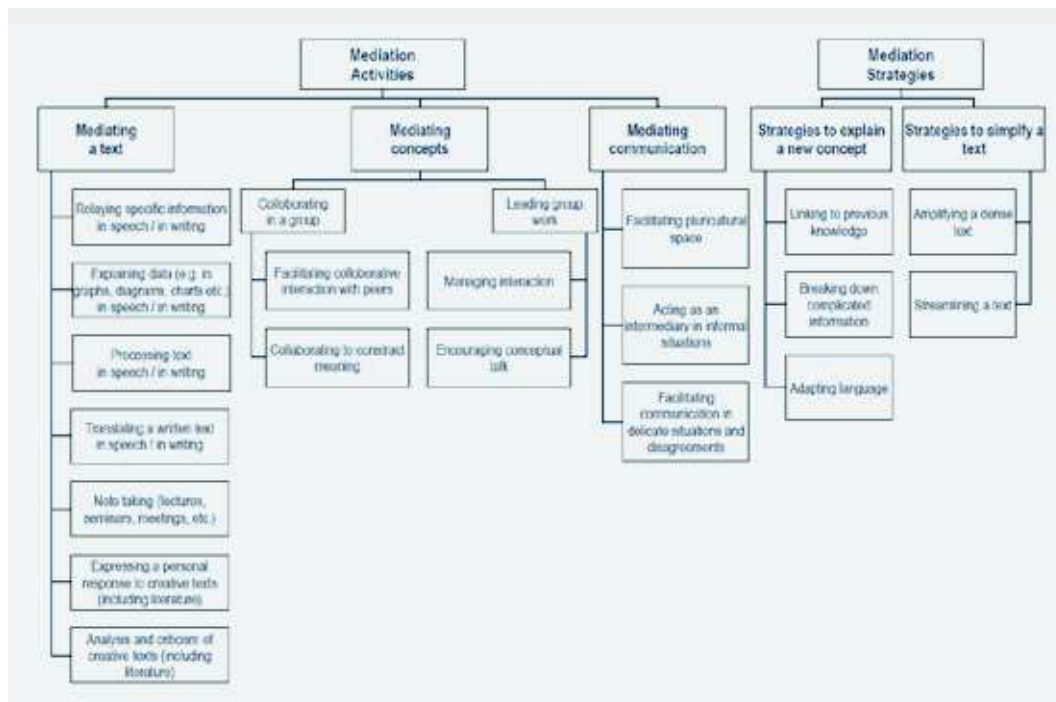 Mediation
Activities
Mediation
Strategies
Mediating
a text
Mediating
concepts
Mediating
communication
Strategies to explain
a new concept
Strategies to simplify a
text
Relaying specific information
in speech / in writing
Explaining data (e.g. in
graphs, diagrams, charts etc.)
in speech / in writing
Processing text
in speech / in writing
Translating a written text
in speech / in writing
Note taking (lectures,
seminars, meetings, etc.)
Expressing a personal
response to creative texts
(including literature)
Analysis and criticism of
creative texts (including
literature)
Collaborating
in a group
Facilitating collaborative
interaction with peers
Collaborating to construct
meaning
Leading group
work
Managing interaction
Encouraging conceptual
talk
Facilitating pluricultural
space
Acting as an
intermediary in informal
situations
Facilitating
communication in
delicate situations and
disagreements
Linking to previous
knowledge
Breaking down
complicated
information
Adapting language
Amplifying a dense
text
Streamlining a text